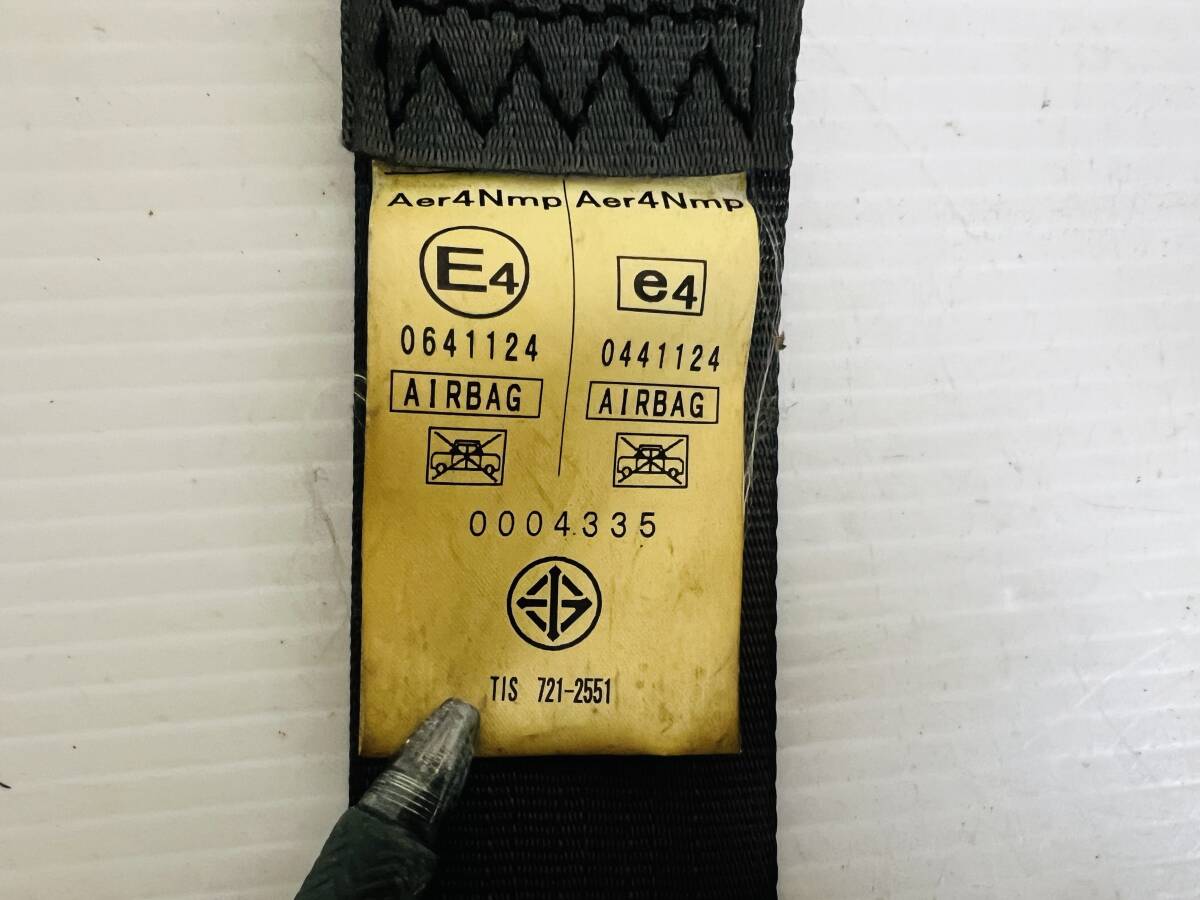 Aer4Nmp Aer4Nmp
E4 e4
0641124 0441124
AIRBAG AIRBAG
0004335
TIS 721-2551